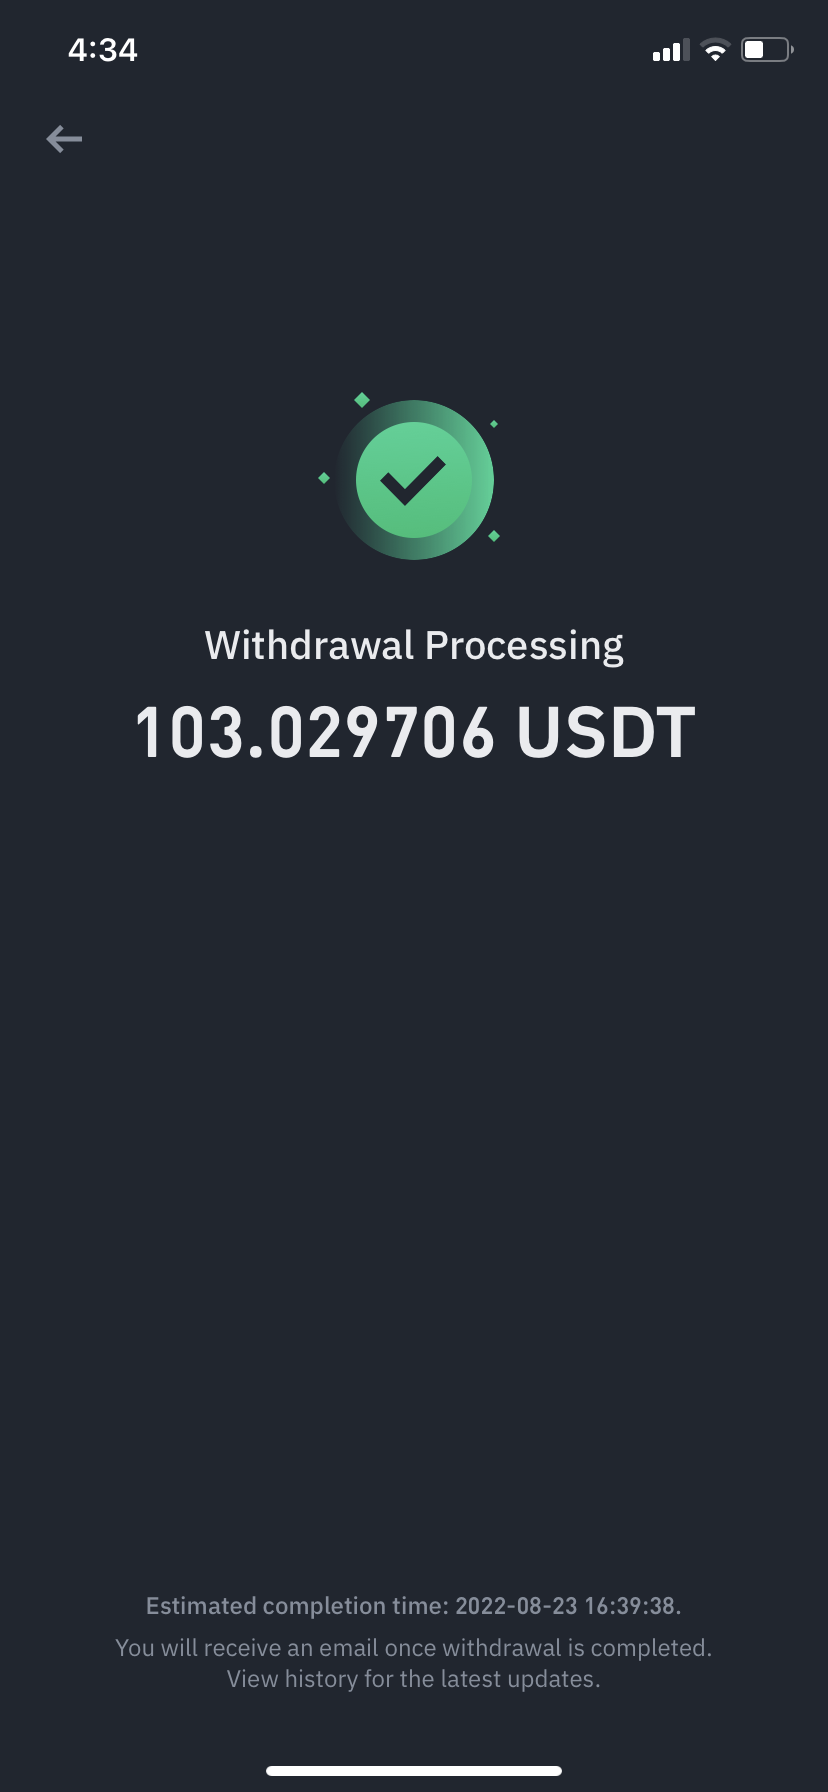 4:34
Withdrawal Processing
103.029706 USDT
Estimated completion time: 2022-08-23 16:39:38.
You will receive an email once withdrawal is completed.
View history for the latest updates.